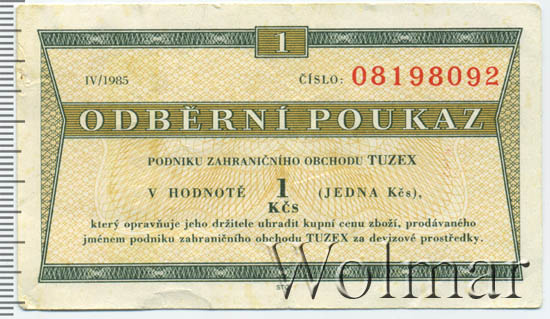 1
IV/1985 ČÍSLO: 08198092
ODBĚRNÍ POUKAZ
PODNIKU ZAHRANIČNÍHO OBCHODU TUZEX
V HODNOTĚ 1 Kčs (JEDNA Kčs),
který opravňuje jeho držitele uhradit kupní cenu zboží, prodávaného
jménem podniku zahraničního obchodu TUZEX za devizové prostředky.
STC
Wolmar